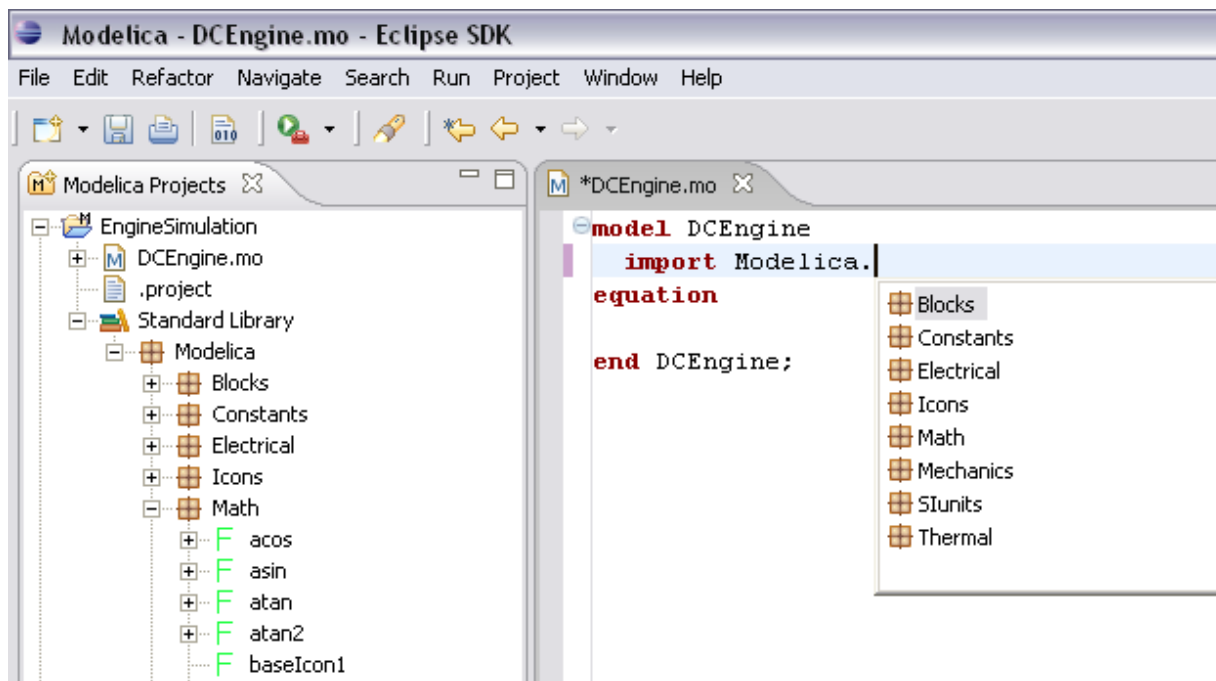 Modelica - DCEngine.mo - Eclipse SDK
File Edit Refactor Navigate Search Run Project Window Help
010
Modelica Projects
EngineSimulation
DCEngine.mo
.project
Standard Library
Modelica
Blocks
Constants
Electrical
Icons
Math
acos
asin
atan
atan2
baseIcon1
*DCEngine.mo
model DCEngine
import Modelica.
equation
end DCEngine;
Blocks
Constants
Electrical
Icons
Math
Mechanics
SIunits
Thermal